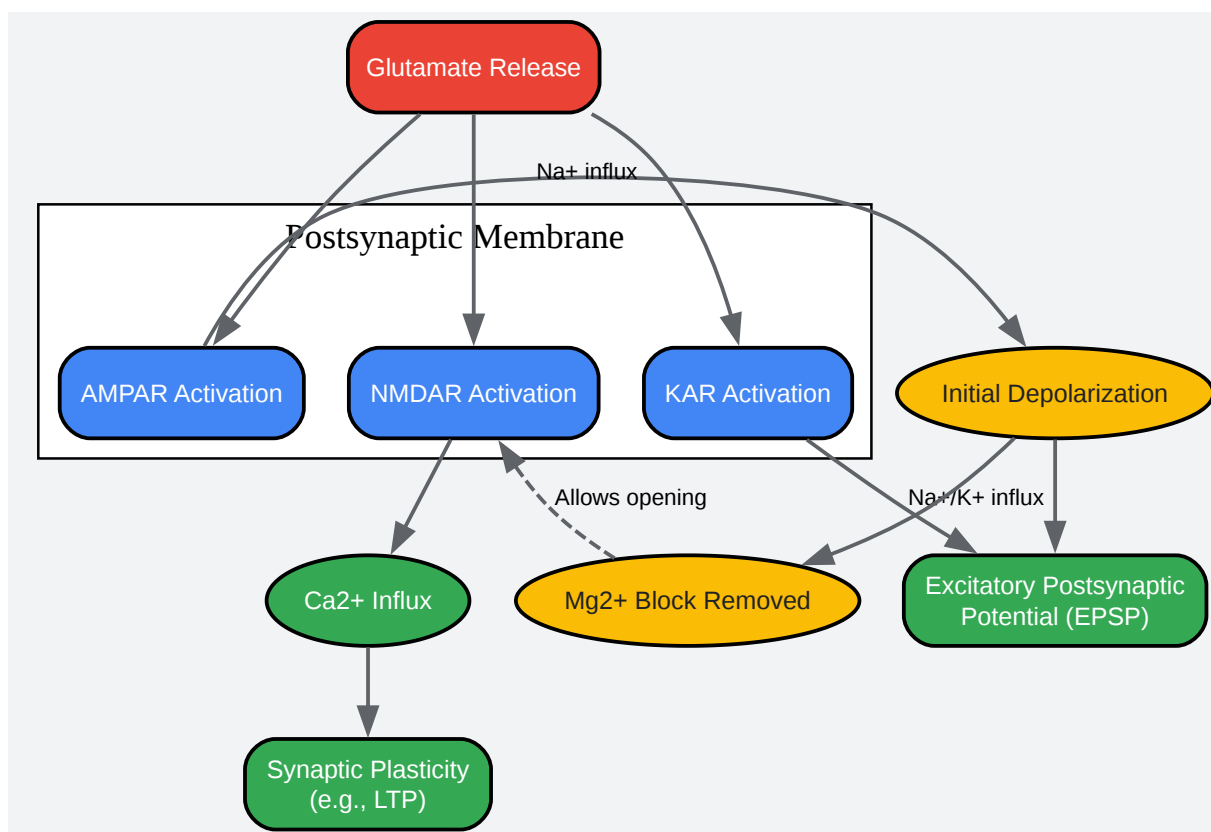 Glutamate Release
Na+ influx
Postsynaptic Membrane
AMPAR Activation
NMDAR Activation
KAR Activation
Initial Depolarization
Allows opening
Na+/K+ influx
Ca2+ Influx
Mg2+ Block Removed
Excitatory Postsynaptic
Potential (EPSP)
Synaptic Plasticity
(e.g., LTP)